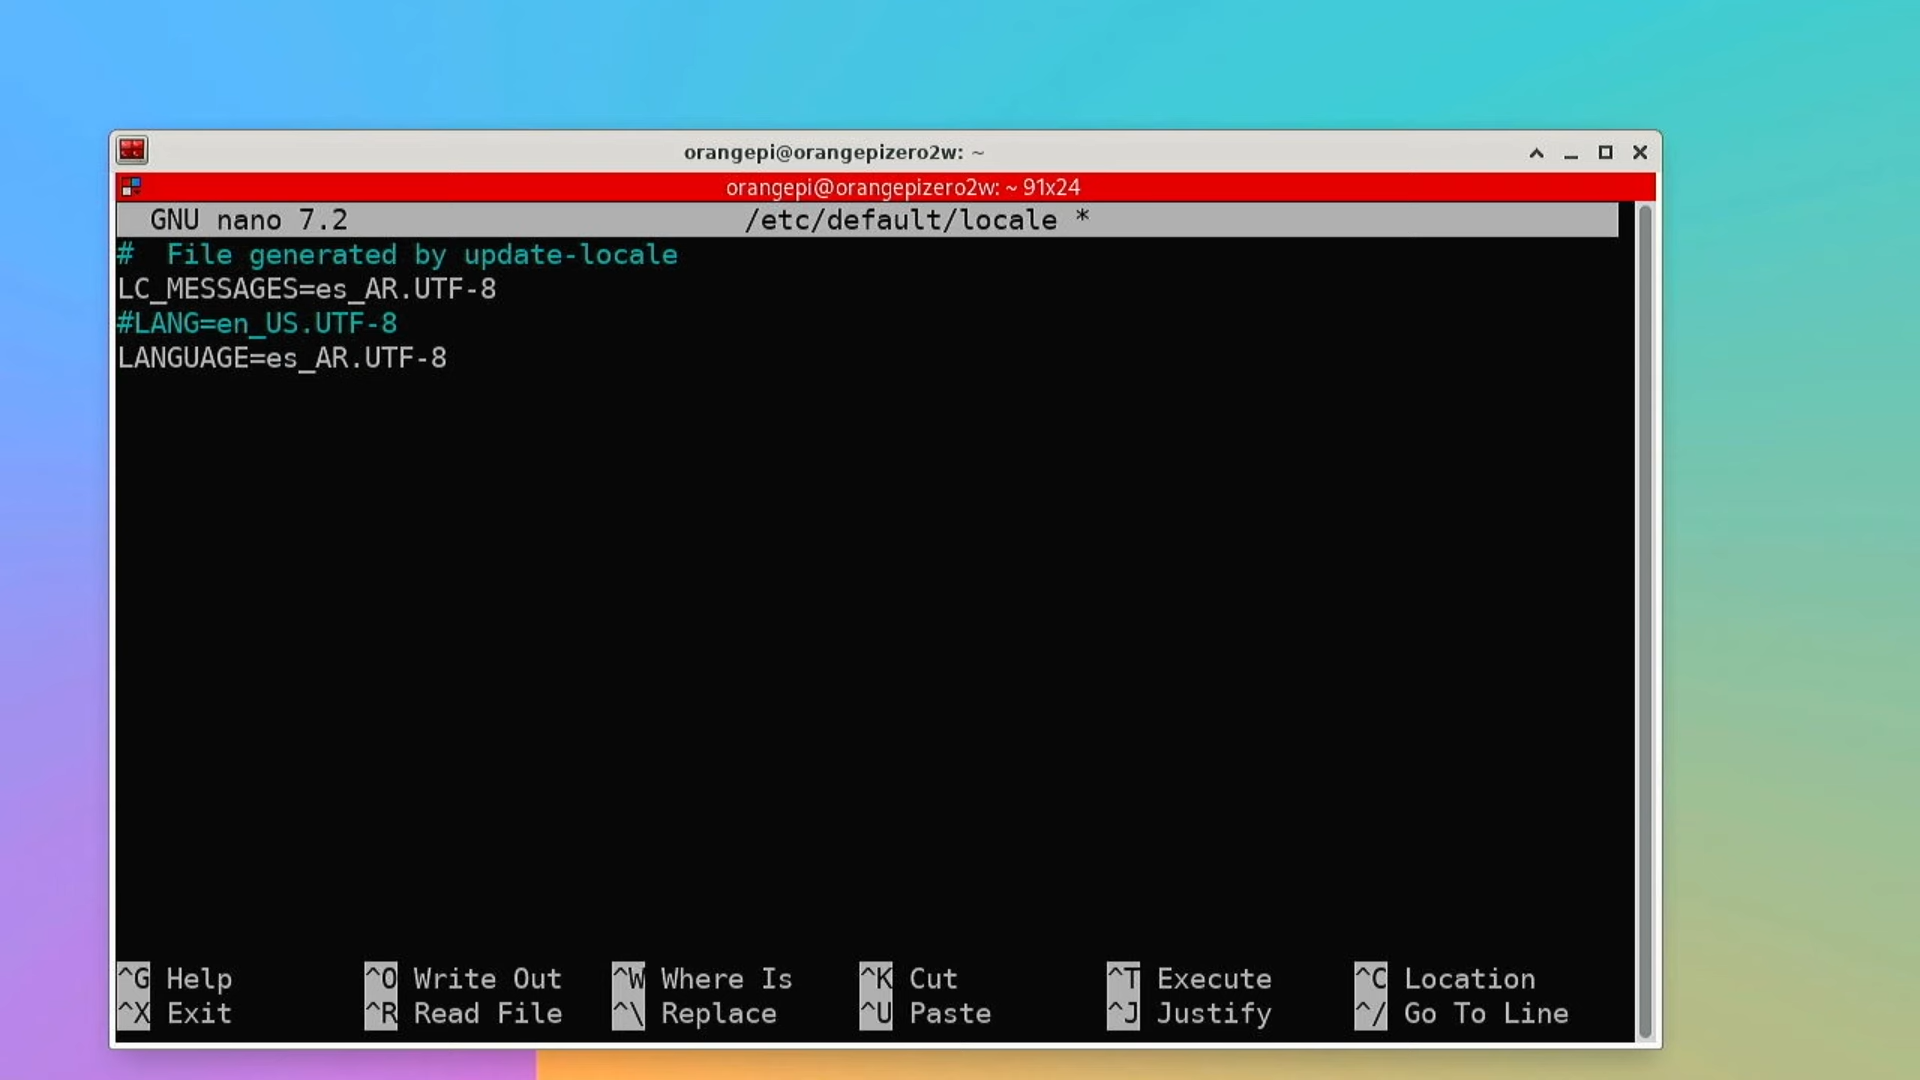 orangepi@orangepizero2w: ~
orangepi@orangepizero2w: ~ 91x24
GNU nano 7.2 /etc/default/locale *
#  File generated by update-locale
LC_MESSAGES=es_AR.UTF-8
#LANG=en_US.UTF-8
LANGUAGE=es_AR.UTF-8
^G Help ^O Write Out ^W Where Is ^K Cut ^T Execute ^C Location
^X Exit ^R Read File ^\ Replace ^U Paste ^J Justify ^/ Go To Line